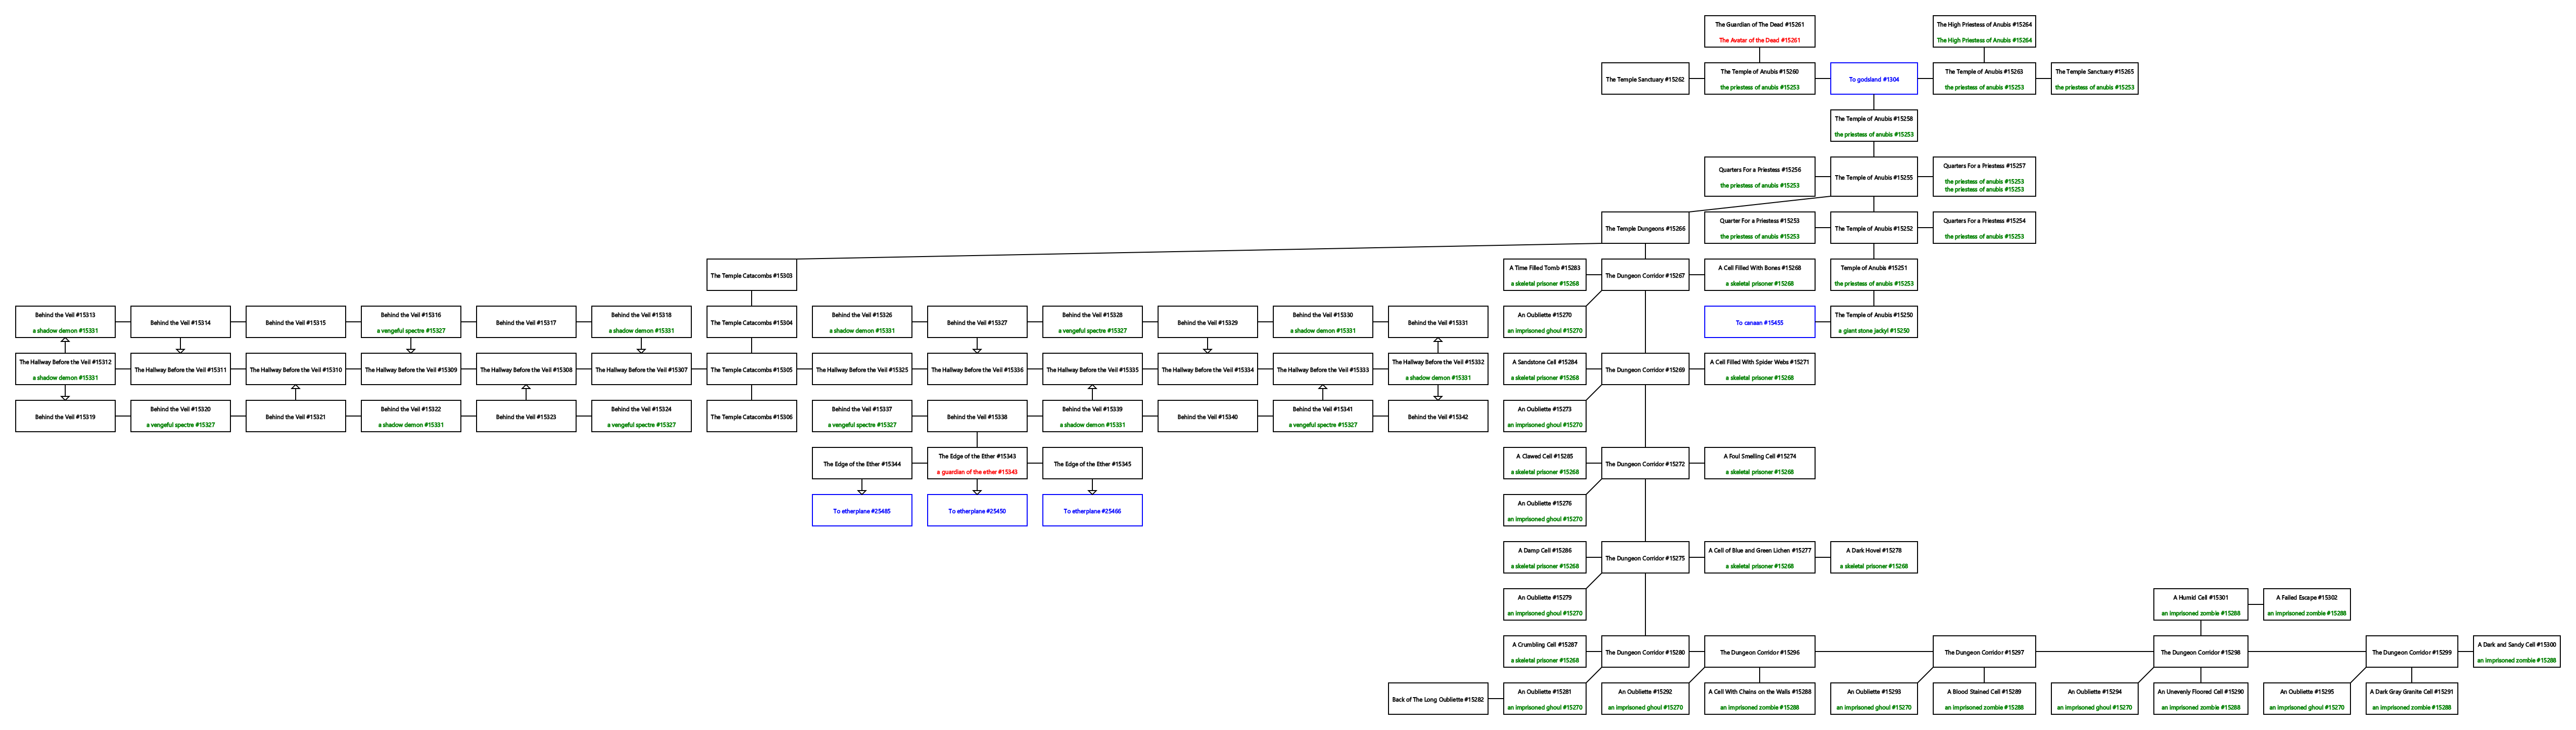 The Guardian of The Dead #15261
The Avatar of the Dead #15261
The High Priestess of Anubis #15264
The High Priestess of Anubis #15264
The Temple Sanctuary #15262
The Temple of Anubis #15260
the priestess of anubis #15253
To godsland #1304
The Temple of Anubis #15263
the priestess of anubis #15253
The Temple Sanctuary #15265
the priestess of anubis #15253
The Temple of Anubis #15258
the priestess of anubis #15253
Quarters For a Priestess #15256
the priestess of anubis #15253
The Temple of Anubis #15255
Quarters For a Priestess #15257
the priestess of anubis #15253
the priestess of anubis #15253
The Temple Dungeons #15266
Quarter For a Priestess #15253
the priestess of anubis #15253
The Temple of Anubis #15252
Quarters For a Priestess #15254
the priestess of anubis #15253
The Temple Catacombs #15303
A Time Filled Tomb #15283
a skeletal prisoner #15268
The Dungeon Corridor #15267
A Cell Filled With Bones #15268
a skeletal prisoner #15268
Temple of Anubis #15251
the priestess of anubis #15253
Behind the Veil #15313
a shadow demon #15331
Behind the Veil #15314
Behind the Veil #15315
Behind the Veil #15316
a vengeful spectre #15327
Behind the Veil #15317
Behind the Veil #15318
a shadow demon #15331
The Temple Catacombs #15304
Behind the Veil #15326
a shadow demon #15331
Behind the Veil #15327
Behind the Veil #15328
a vengeful spectre #15327
Behind the Veil #15329
Behind the Veil #15330
a shadow demon #15331
Behind the Veil #15331
An Oubliette #15270
an imprisoned ghoul #15270
To canaan #15455
The Temple of Anubis #15250
a giant stone jackyl #15250
The Hallway Before the Veil #15312
a shadow demon #15331
The Hallway Before the Veil #15311
The Hallway Before the Veil #15310
The Hallway Before the Veil #15309
The Hallway Before the Veil #15308
The Hallway Before the Veil #15307
The Temple Catacombs #15305
The Hallway Before the Veil #15325
The Hallway Before the Veil #15336
The Hallway Before the Veil #15335
The Hallway Before the Veil #15334
The Hallway Before the Veil #15333
The Hallway Before the Veil #15332
a shadow demon #15331
A Sandstone Cell #15284
a skeletal prisoner #15268
The Dungeon Corridor #15269
A Cell Filled With Spider Webs #15271
a skeletal prisoner #15268
Behind the Veil #15319
Behind the Veil #15320
a vengeful spectre #15327
Behind the Veil #15321
Behind the Veil #15322
a shadow demon #15331
Behind the Veil #15323
Behind the Veil #15324
a vengeful spectre #15327
The Temple Catacombs #15306
Behind the Veil #15337
a vengeful spectre #15327
Behind the Veil #15338
Behind the Veil #15339
a shadow demon #15331
Behind the Veil #15340
Behind the Veil #15341
a vengeful spectre #15327
Behind the Veil #15342
An Oubliette #15273
an imprisoned ghoul #15270
The Edge of the Ether #15344
The Edge of the Ether #15343
a guardian of the ether #15343
The Edge of the Ether #15345
A Clawed Cell #15285
a skeletal prisoner #15268
The Dungeon Corridor #15272
A Foul Smelling Cell #15274
a skeletal prisoner #15268
To etherplane #25485
To etherplane #25450
To etherplane #25466
An Oubliette #15276
an imprisoned ghoul #15270
A Damp Cell #15286
a skeletal prisoner #15268
The Dungeon Corridor #15275
A Cell of Blue and Green Lichen #15277
a skeletal prisoner #15268
A Dark Hovel #15278
a skeletal prisoner #15268
An Oubliette #15279
an imprisoned ghoul #15270
A Humid Cell #15301
an imprisoned zombie #15288
A Failed Escape #15302
an imprisoned zombie #15288
A Crumbling Cell #15287
a skeletal prisoner #15268
The Dungeon Corridor #15280
The Dungeon Corridor #15296
The Dungeon Corridor #15297
The Dungeon Corridor #15298
The Dungeon Corridor #15299
A Dark and Sandy Cell #15300
an imprisoned zombie #15288
Back of The Long Oubliette #15282
An Oubliette #15281
an imprisoned ghoul #15270
An Oubliette #15292
an imprisoned ghoul #15270
A Cell With Chains on the Walls #15288
an imprisoned zombie #15288
An Oubliette #15293
an imprisoned ghoul #15270
A Blood Stained Cell #15289
an imprisoned zombie #15288
An Oubliette #15294
an imprisoned ghoul #15270
An Unevenly Floored Cell #15290
an imprisoned zombie #15288
An Oubliette #15295
an imprisoned ghoul #15270
A Dark Gray Granite Cell #15291
an imprisoned zombie #15288